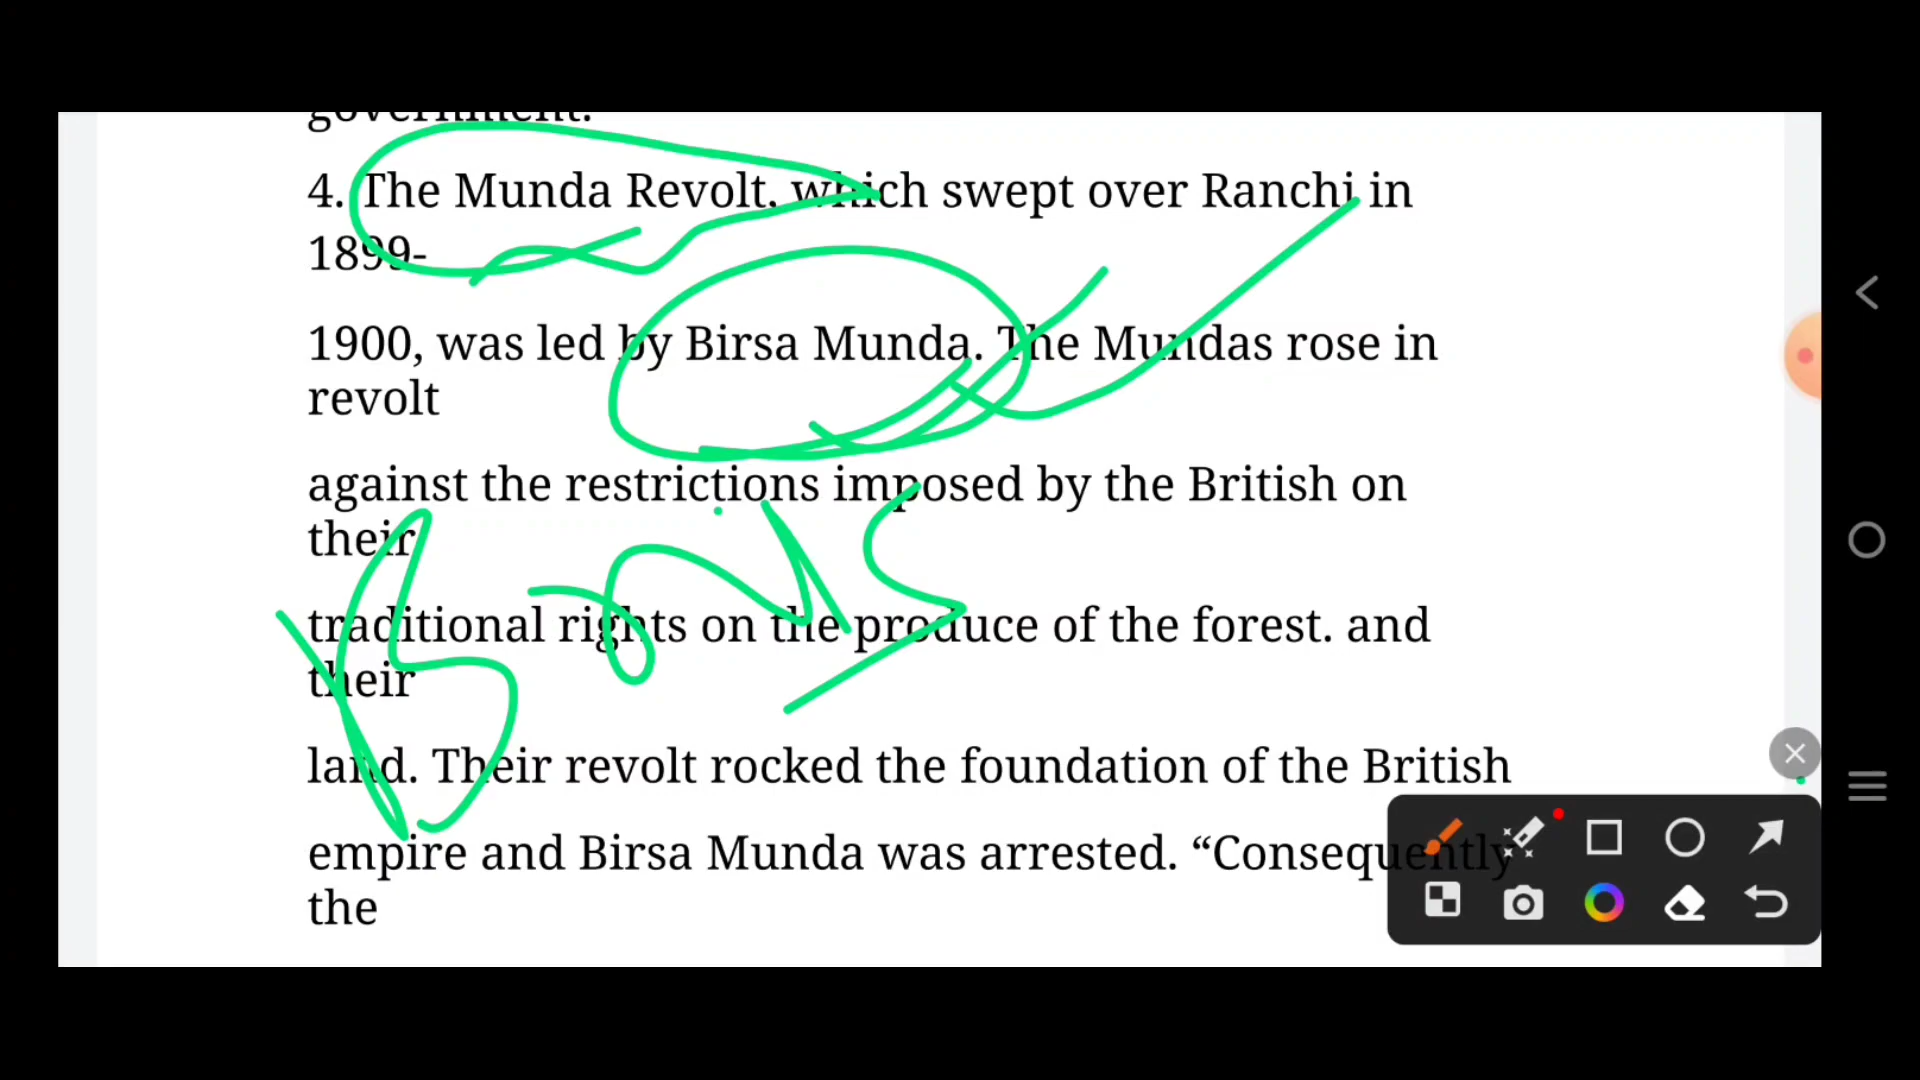 government.
4. The Munda Revolt, which swept over Ranchi in
1899-
1900, was led by Birsa Munda. The Mundas rose in
revolt
against the restrictions imposed by the British on
their
traditional rights on the produce of the forest. and
their
land. Their revolt rocked the foundation of the British
empire and Birsa Munda was arrested. “Consequently
the